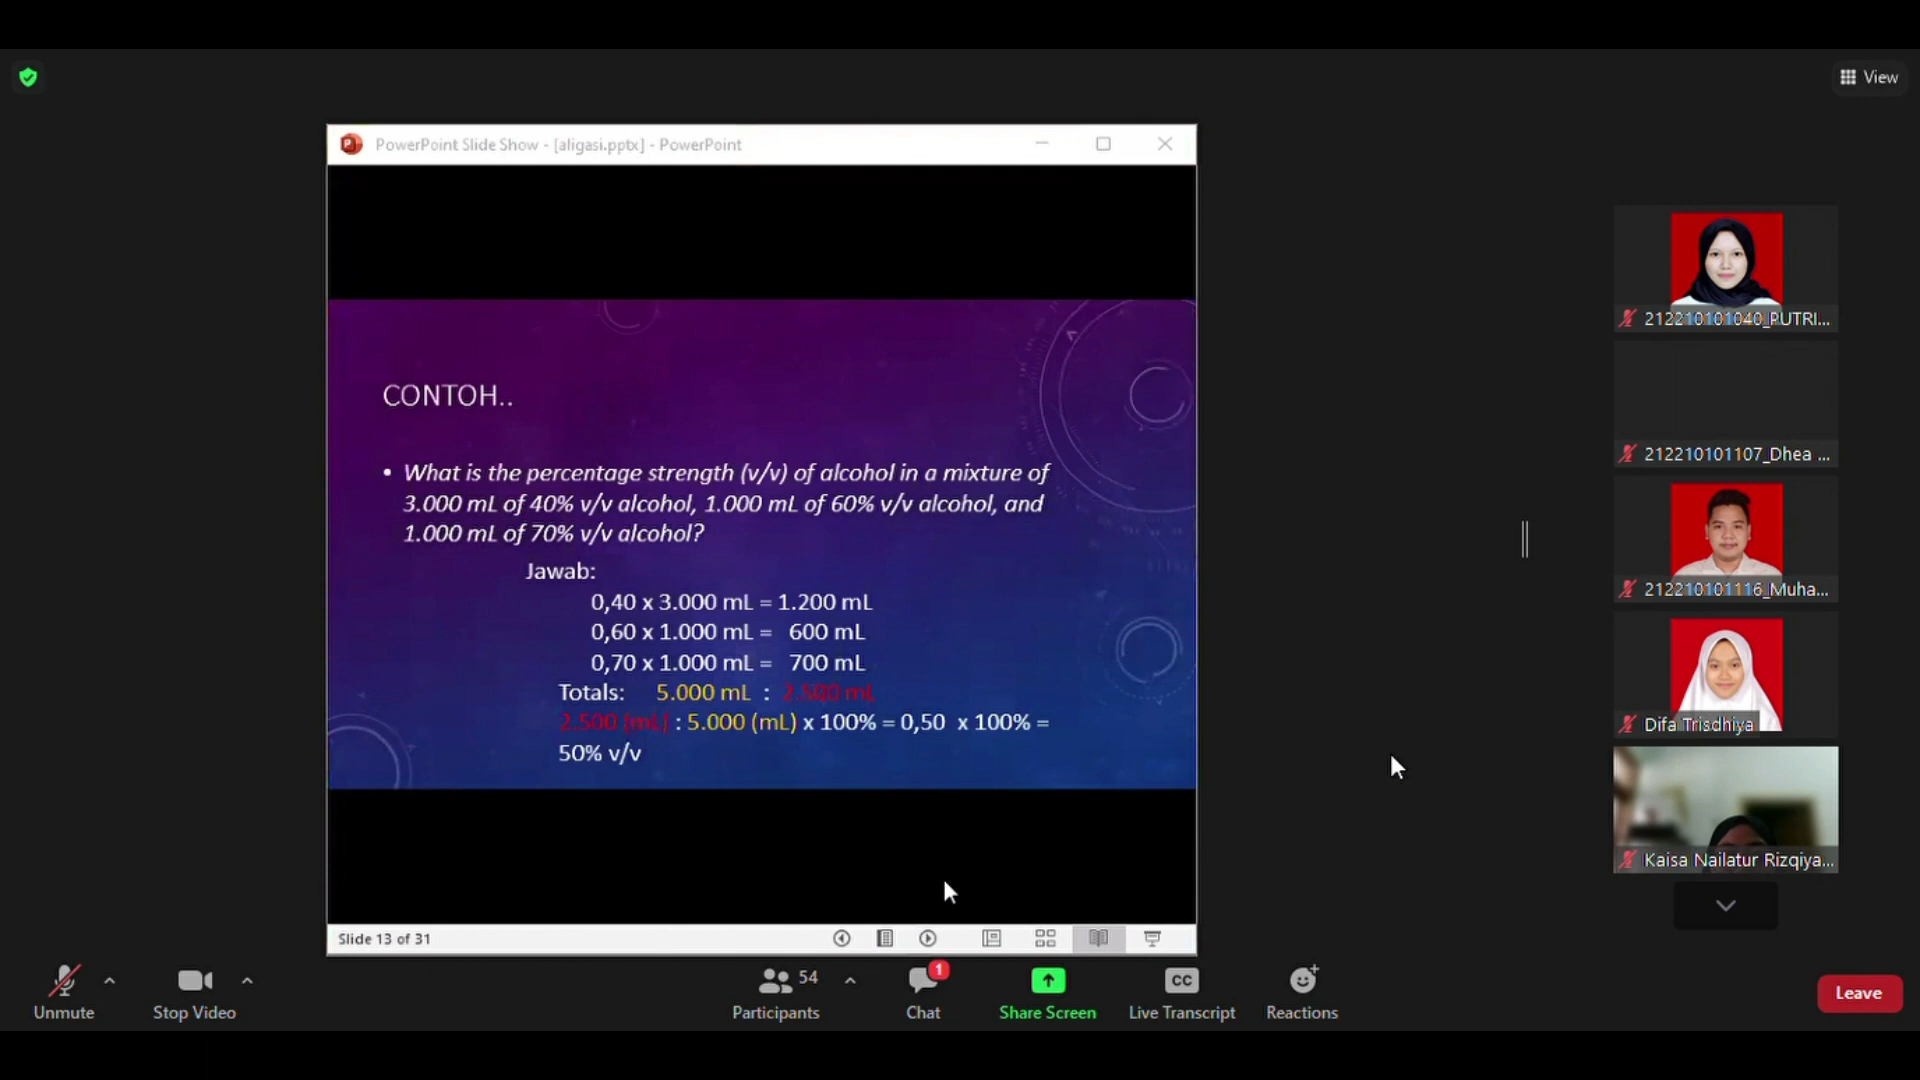 View
PowerPoint Slide Show - [aligasi.pptx] - PowerPoint
CONTOH..
• What is the percentage strength (v/v) of alcohol in a mixture of
3.000 mL of 40% v/v alcohol, 1.000 mL of 60% v/v alcohol, and
1.000 mL of 70% v/v alcohol?
Jawab:
0,40 x 3.000 mL = 1.200 mL
0,60 x 1.000 mL = 600 mL
0,70 x 1.000 mL = 700 mL
Totals: 5.000 mL : 2.500 mL
2.500 (mL) : 5.000 (mL) x 100% = 0,50 x 100% =
50% v/v
Slide 13 of 31
212210101040_PUTRI...
212210101107_Dhea ...
212210101116_Muha...
Difa Trisdhiya
Kaisa Nailatur Rizqiya...
Unmute
Stop Video
54
Participants
1
Chat
Share Screen
CC
Live Transcript
Reactions
Leave